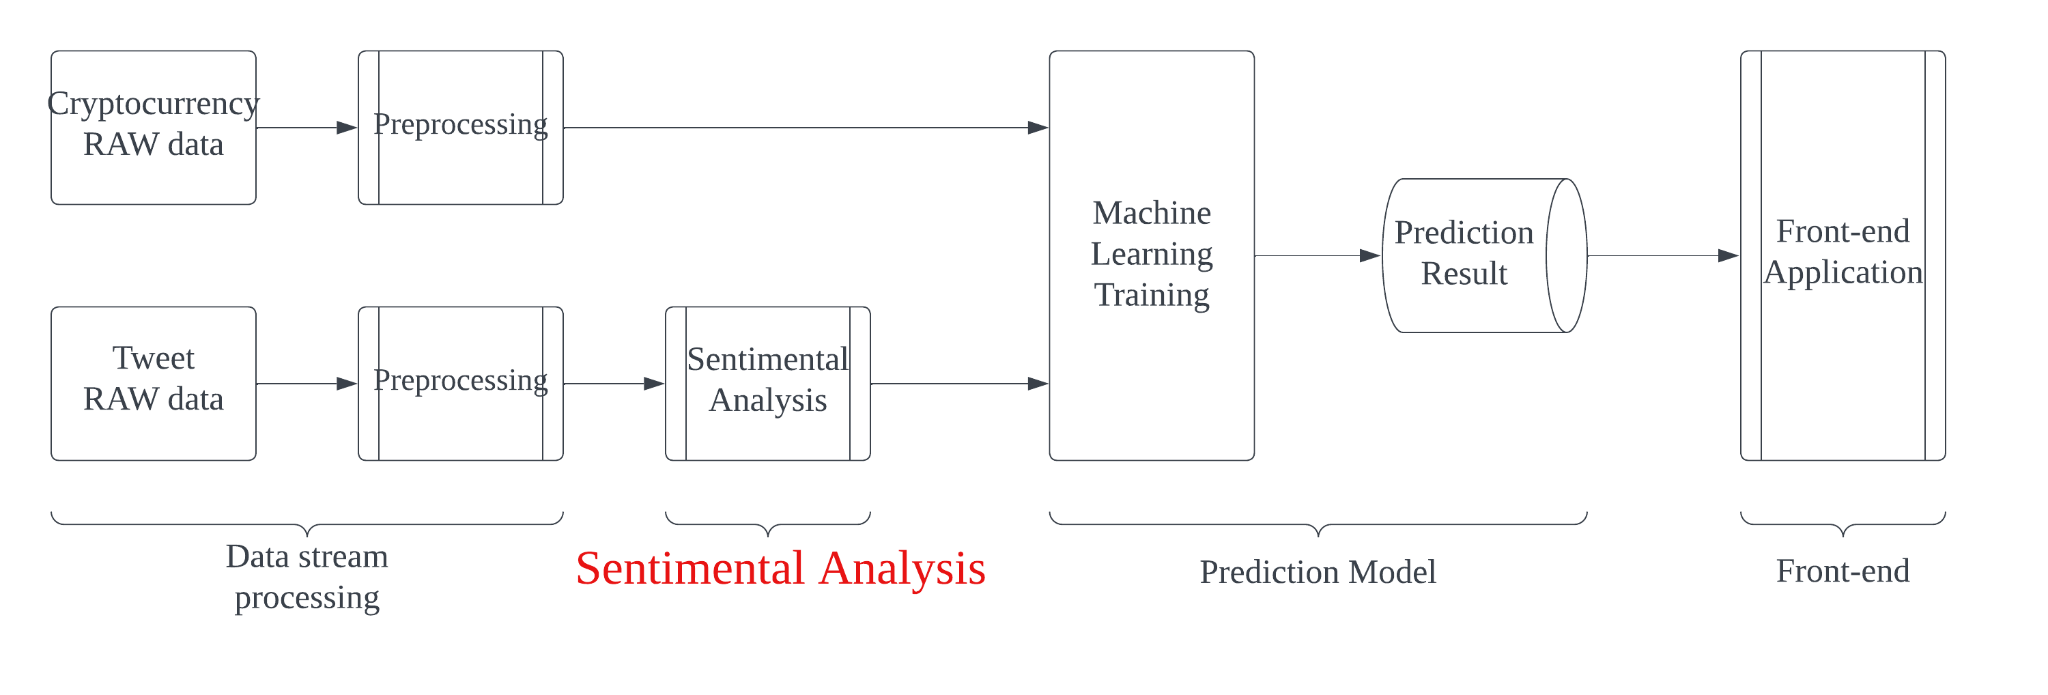 Cryptocurrency
RAW data
Preprocessing
Tweet
RAW data
Preprocessing
Sentimental
Analysis
Machine
Learning
Training
Prediction
Result
Front-end
Application
Data stream
processing
Sentimental Analysis
Prediction Model
Front-end